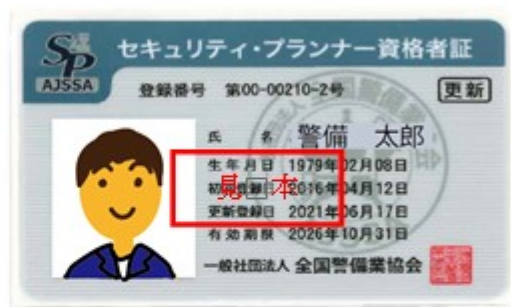 SP
AJSSA
セキュリティ・プランナー資格者証
登録番号 第00-00210-2号
更新
氏 名 警備 太郎
生年月日 1979年02月08日
初回登録日 2016年04月12日
更新登録日 2021年06月17日
有効期限 2026年10月31日
見□本
一般社団法人 全国警備業協会